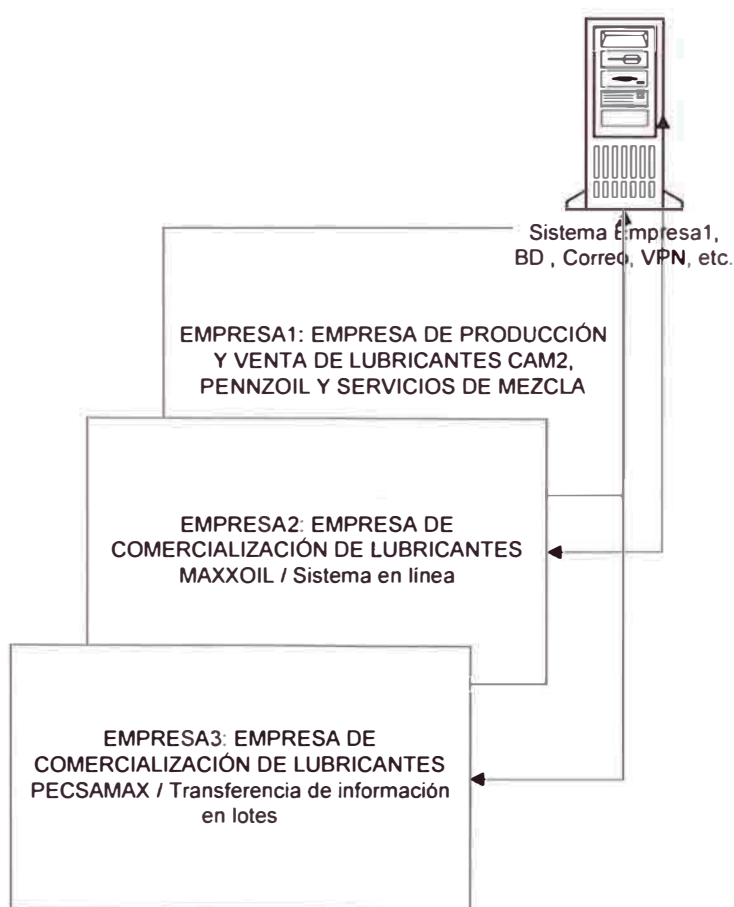 Sistema Empresa1,
BD , Correo, VPN, etc.
EMPRESA1: EMPRESA DE PRODUCCIÓN
Y VENTA DE LUBRICANTES CAM2,
PENNZOIL Y SERVICIOS DE MEZCLA
EMPRESA2: EMPRESA DE
COMERCIALIZACIÓN DE LUBRICANTES
MAXXOIL / Sistema en línea
EMPRESA3: EMPRESA DE
COMERCIALIZACIÓN DE LUBRICANTES
PECSAMAX / Transferencia de información
en lotes